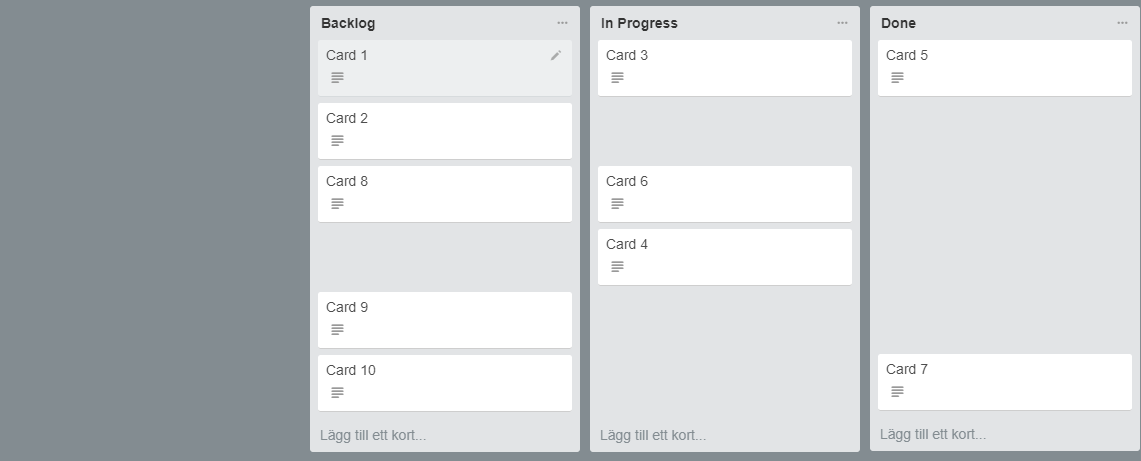 Backlog
Card 1
Card 2
Card 8
Card 9
Card 10
Lägg till ett kort...
In Progress
Card 3
Card 6
Card 4
Lägg till ett kort...
Done
Card 5
Card 7
Lägg till ett kort...